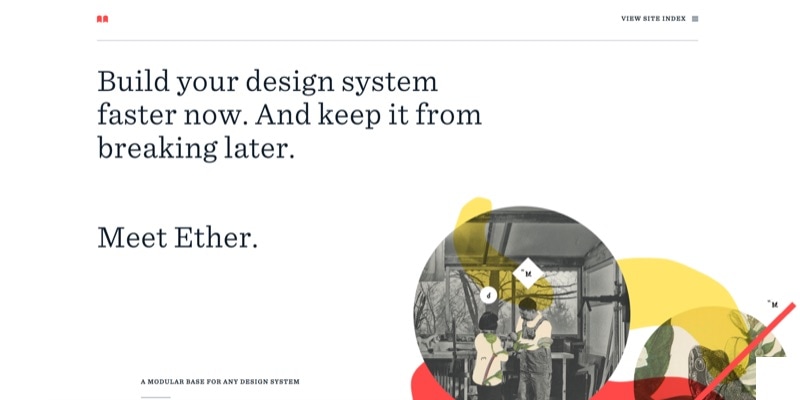 VIEW SITE INDEX
Build your design system
faster now. And keep it from
breaking later.
Meet Ether.
"M
d
"M
A MODULAR BASE FOR ANY DESIGN SYSTEM